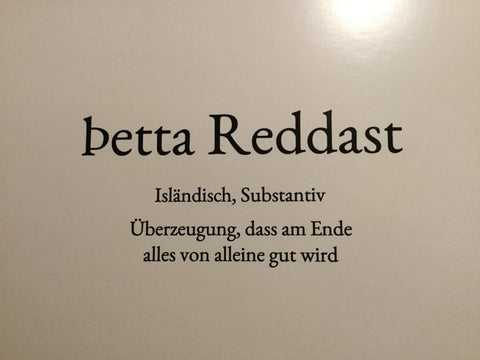 Þetta Reddast
Isländisch, Substantiv
Überzeugung, dass am Ende
alles von alleine gut wird